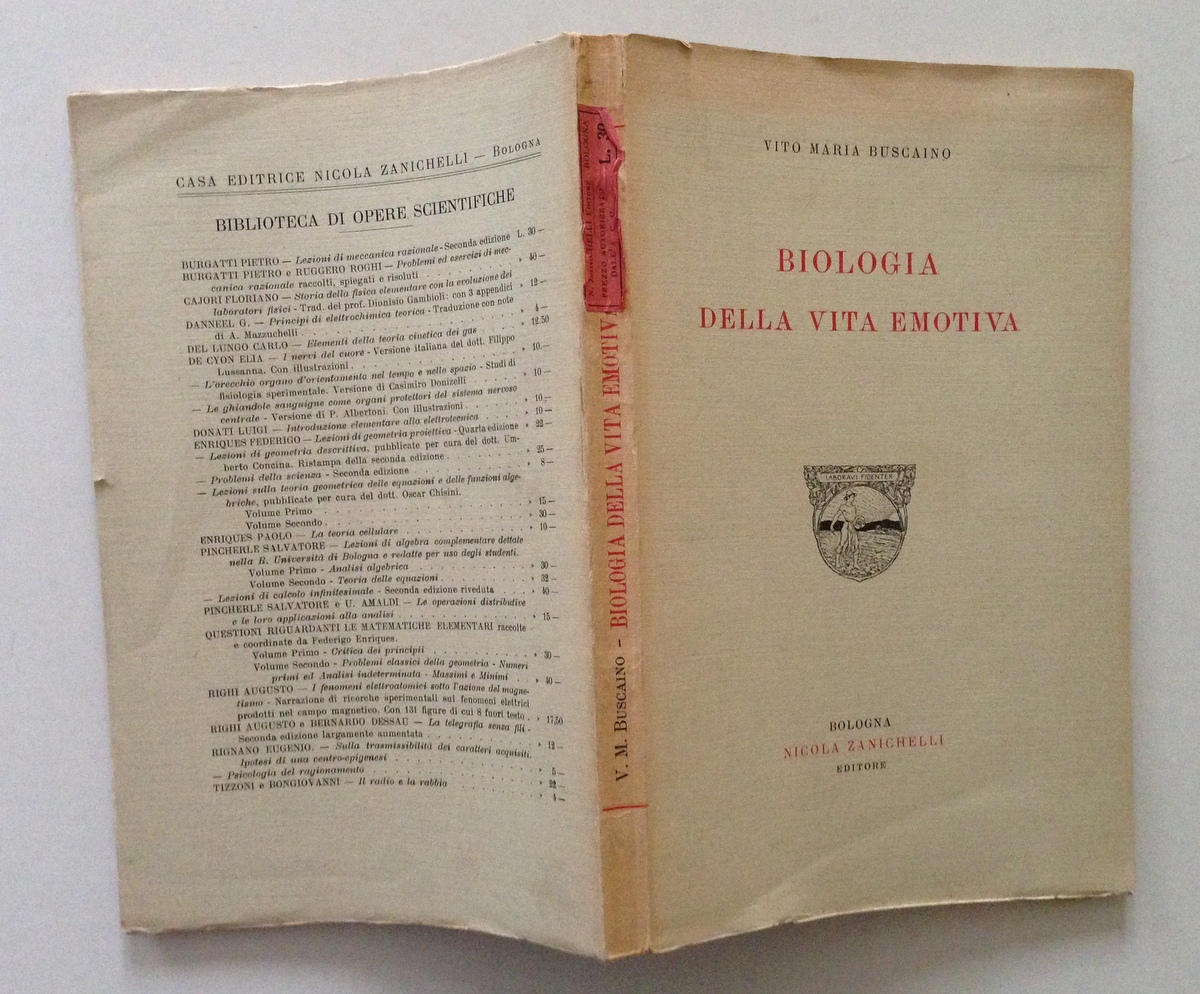 CASA EDITRICE NICOLA ZANICHELLI — BOLOGNA
BIBLIOTECA DI OPERE SCIENTIFICHE
BURGATTI PIETRO — Lezioni di meccanica razionale - Seconda edizione L. 30 —
BURGATTI PIETRO e RUGGERO ROGHI — Problemi ed esercizi di mec-
canica razionale raccolti, spiegati e risoluti . . . . . . . » 40 —
CAJORI FLORIANO — Storia della fisica elementare con la evoluzione dei
laboratori fisici - Trad. del prof. Dionisio Gambioli: con 3 appendici » 12 —
DANNEEL G. — Principi di elettrochimica teorica - Traduzione con note
di A. Mazzuchelli . . . . . . . » 4 —
DEL LUNGO CARLO — Elementi della teoria cinetica dei gas . . . » 12.50
DE CYON ELIA — I nervi del cuore - Versione italiana del dott. Filippo
Lussanna. Con illustrazioni . . . . . . . » 10.—
— L'orecchio organo d'orientamento nel tempo e nello spazio - Studi di
fisiologia sperimentale. Versione di Casimiro Donizelli . . . . » 10 —
— Le ghiandole sanguigne come organi protettori del sistema nervoso
centrale - Versione di P. Albertoni. Con illustrazioni . . . . » 10.—
DONATI LUIGI — Introduzione elementare alla elettrotecnica . . . » 10 —
ENRIQUES FEDERIGO — Lezioni di geometria proiettiva - Quarta edizione » 22 —
— Lezioni di geometria descrittiva, pubblicate per cura del dott. Um-
berto Concina. Ristampa della seconda edizione . . . . » 25 —
— Problemi della scienza - Seconda edizione . . . . » 8 —
— Lezioni sulla teoria geometrica delle equazioni e delle funzioni alge-
briche, pubblicate per cura del dott. Oscar Chisini.
Volume Primo . . . . . . . » 15 —
Volume Secondo . . . . . . . » 30 —
ENRIQUES PAOLO — La teoria cellulare . . . . . » 10 —
PINCHERLE SALVATORE — Lezioni di algebra complementare dettate
nella R. Università di Bologna e redatte per uso degli studenti.
Volume Primo - Analisi algebrica . . . . . » 30 —
Volume Secondo - Teoria delle equazioni . . . . . » 32 —
— Lezioni di calcolo infinitesimale - Seconda edizione riveduta . . . » 40 —
PINCHERLE SALVATORE e U. AMALDI — Le operazioni distributive
e le loro applicazioni alla analisi . . . . . » 15 —
QUESTIONI RIGUARDANTI LE MATEMATICHE ELEMENTARI raccolte
e coordinate da Federigo Enriques.
Volume Primo - Critica dei principii . . . . . » 30 —
Volume Secondo - Problemi classici della geometria - Numeri
primi ed Analisi indeterminata - Massimi e Minimi . . » 40 —
RIGHI AUGUSTO — I fenomeni elettroatomici sotto l'azione del magne-
tismo - Narrazione di ricerche sperimentali sui fenomeni elettrici
prodotti nel campo magnetico. Con 131 figure di cui 8 fuori testo . » 17,50
RIGHI AUGUSTO e BERNARDO DESSAU — La telegrafia senza fili -
Seconda edizione largamente aumentata . . . . . » 12 —
RIGNANO EUGENIO. — Sulla trasmissibilità dei caratteri acquisiti.
Ipotesi di una centro-epigenesi . . . . . » 5 —
— Psicologia del ragionamento . . . . . » 22 —
TIZZONI e BONGIOVANNI — Il radio e la rabbia . . . . . » 4 —
V. M. BUSCAINO - BIOLOGIA DELLA VITA EMOTIVA
EDITORE BOLOGNA
PREZZO AUTORIZZATO
L. 30
VITO MARIA BUSCAINO
BIOLOGIA
DELLA VITA EMOTIVA
LABORAVI FIDENTER
BOLOGNA
NICOLA ZANICHELLI
EDITORE